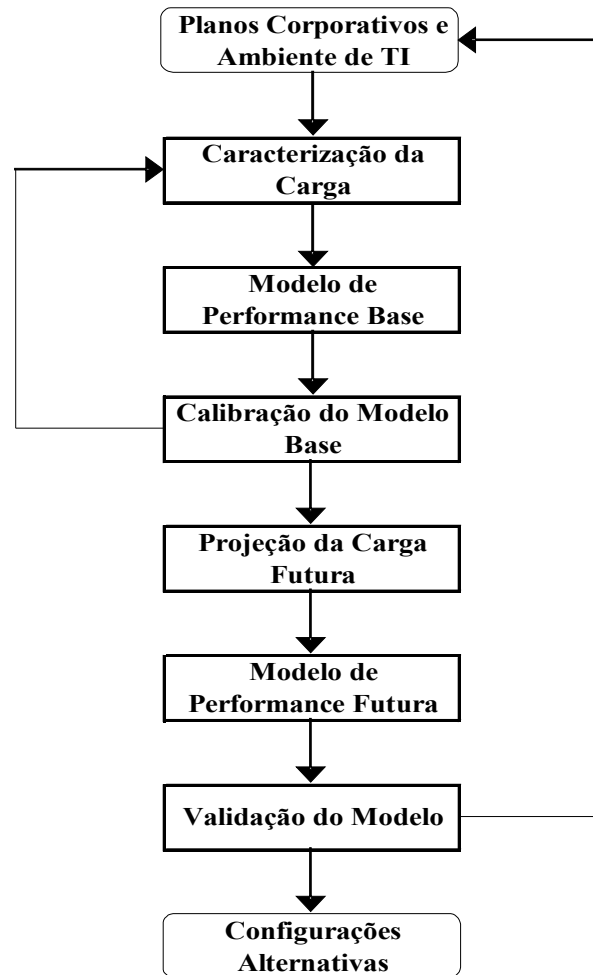 Planos Corporativos e
Ambiente de TI
Caracterização da
Carga
Modelo de
Performance Base
Calibração do Modelo
Base
Projeção da Carga
Futura
Modelo de
Performance Futura
Validação do Modelo
Configurações
Alternativas